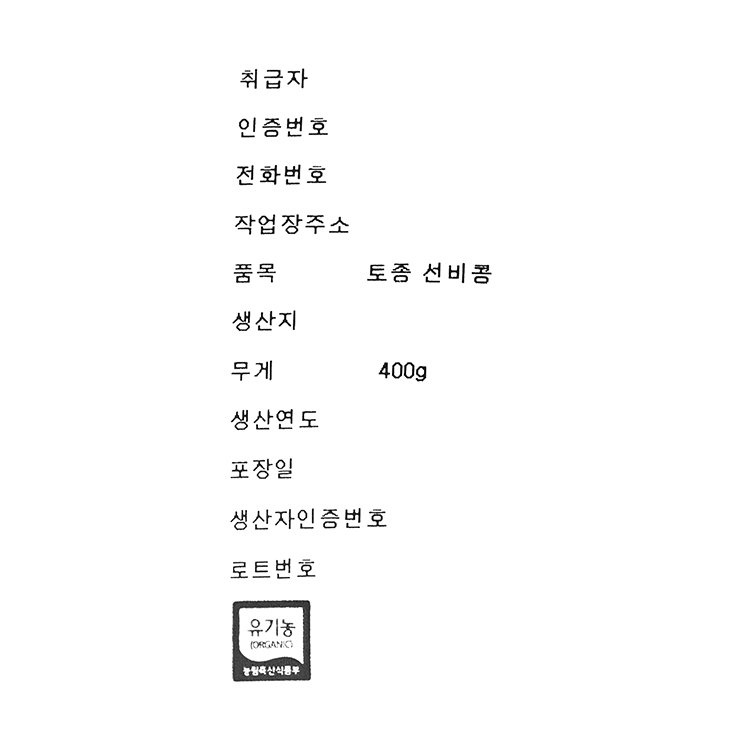 취급자
인증번호
전화번호
작업장주소
품목 토종 선비콩
생산지
무게 400g
생산연도
포장일
생산자인증번호
로트번호
유기농
(ORGANIC)
농림축산식품부